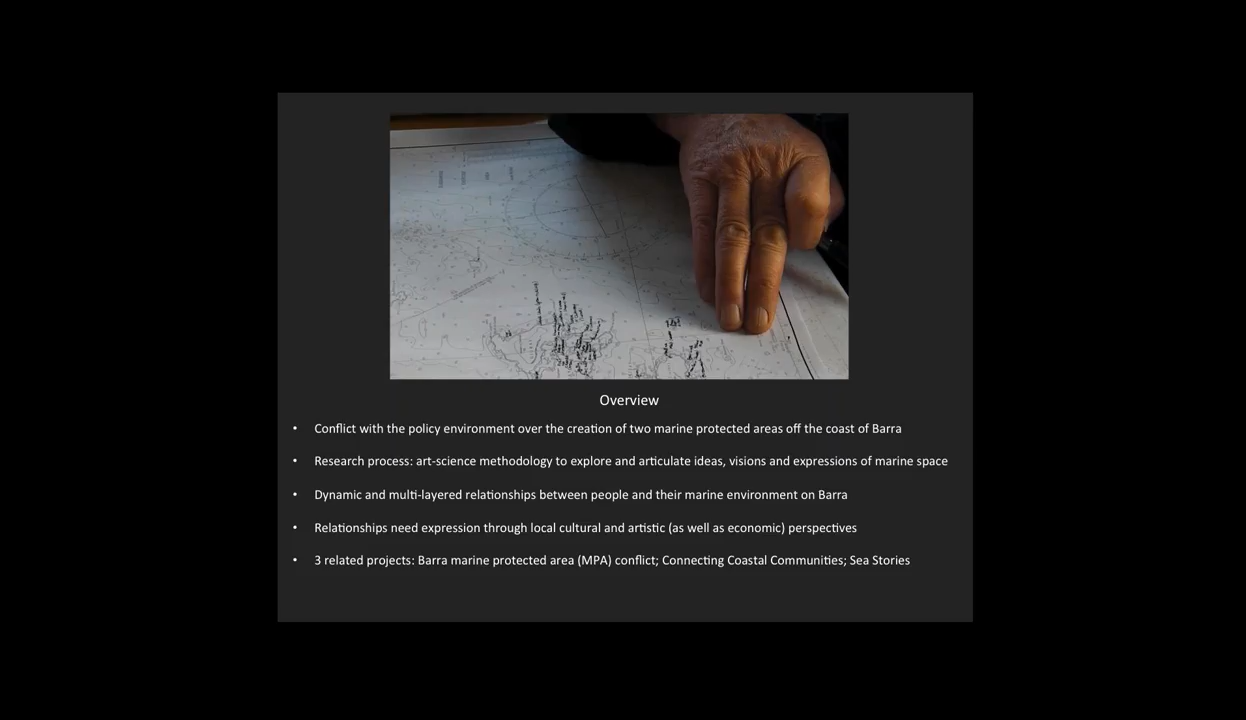 Overview
• Conflict with the policy environment over the creation of two marine protected areas off the coast of Barra
• Research process: art-science methodology to explore and articulate ideas, visions and expressions of marine space
• Dynamic and multi-layered relationships between people and their marine environment on Barra
• Relationships need expression through local cultural and artistic (as well as economic) perspectives
• 3 related projects: Barra marine protected area (MPA) conflict; Connecting Coastal Communities; Sea Stories